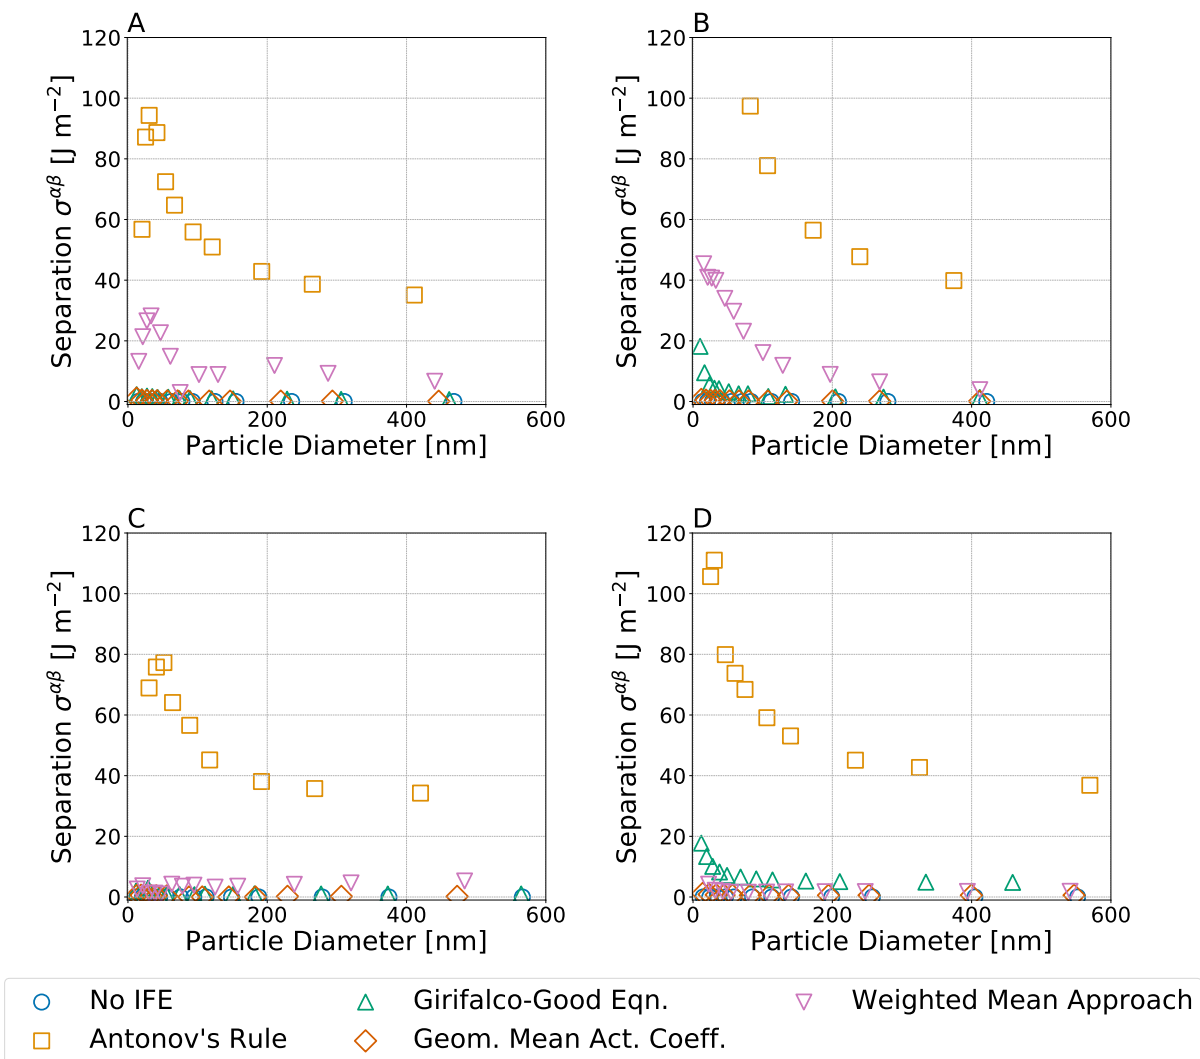 A
B
120
100
80
60
40
20
0
Separation σ^{αβ} [J m^{−2}]
0
200
400
600
Particle Diameter [nm]
120
100
80
60
40
20
0
Separation σ^{αβ} [J m^{−2}]
0
200
400
600
Particle Diameter [nm]
C
D
120
100
80
60
40
20
0
Separation σ^{αβ} [J m^{−2}]
0
200
400
600
Particle Diameter [nm]
120
100
80
60
40
20
0
Separation σ^{αβ} [J m^{−2}]
0
200
400
600
Particle Diameter [nm]
No IFE
Girifalco-Good Eqn.
Weighted Mean Approach
Antonov's Rule
Geom. Mean Act. Coeff.